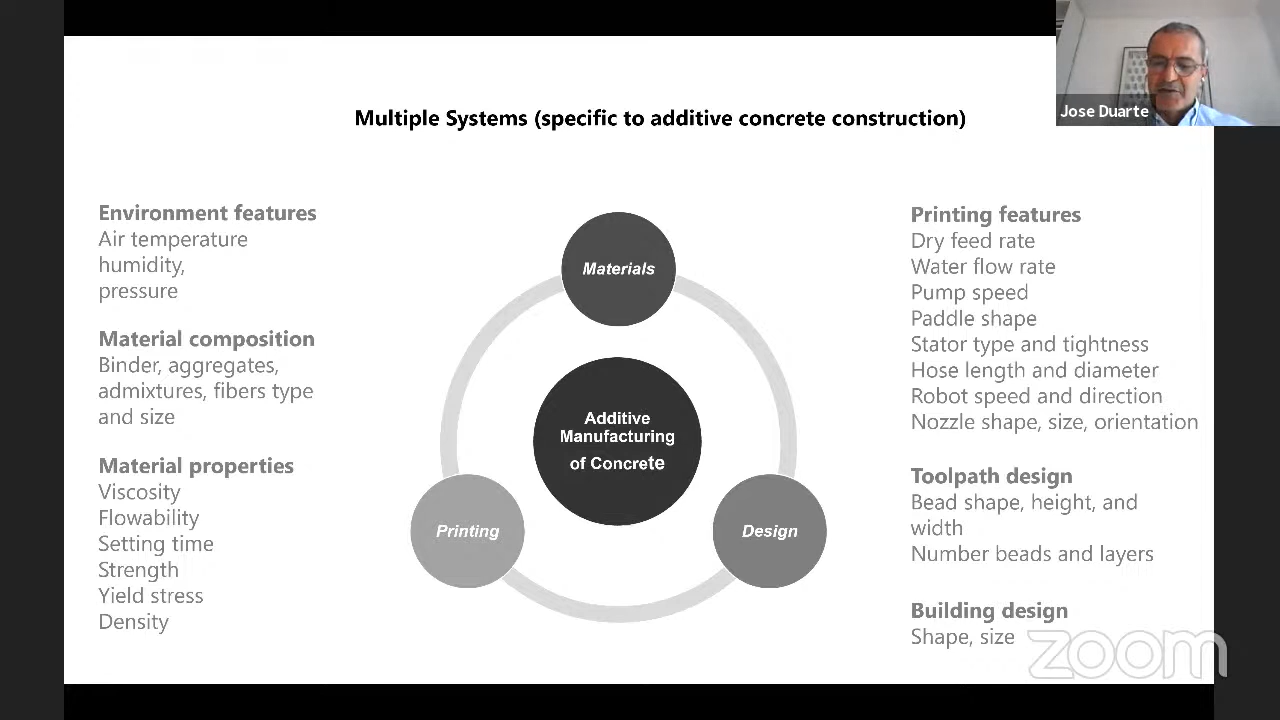 Multiple Systems (specific to additive concrete construction)
Jose Duarte
Environment features
Air temperature
humidity,
pressure
Material composition
Binder, aggregates,
admixtures, fibers type
and size
Material properties
Viscosity
Flowability
Setting time
Strength
Yield stress
Density
Materials
Additive
Manufacturing
of Concrete
Printing
Design
Printing features
Dry feed rate
Water flow rate
Pump speed
Paddle shape
Stator type and tightness
Hose length and diameter
Robot speed and direction
Nozzle shape, size, orientation
Toolpath design
Bead shape, height, and
width
Number beads and layers
Building design
Shape, size
zoom